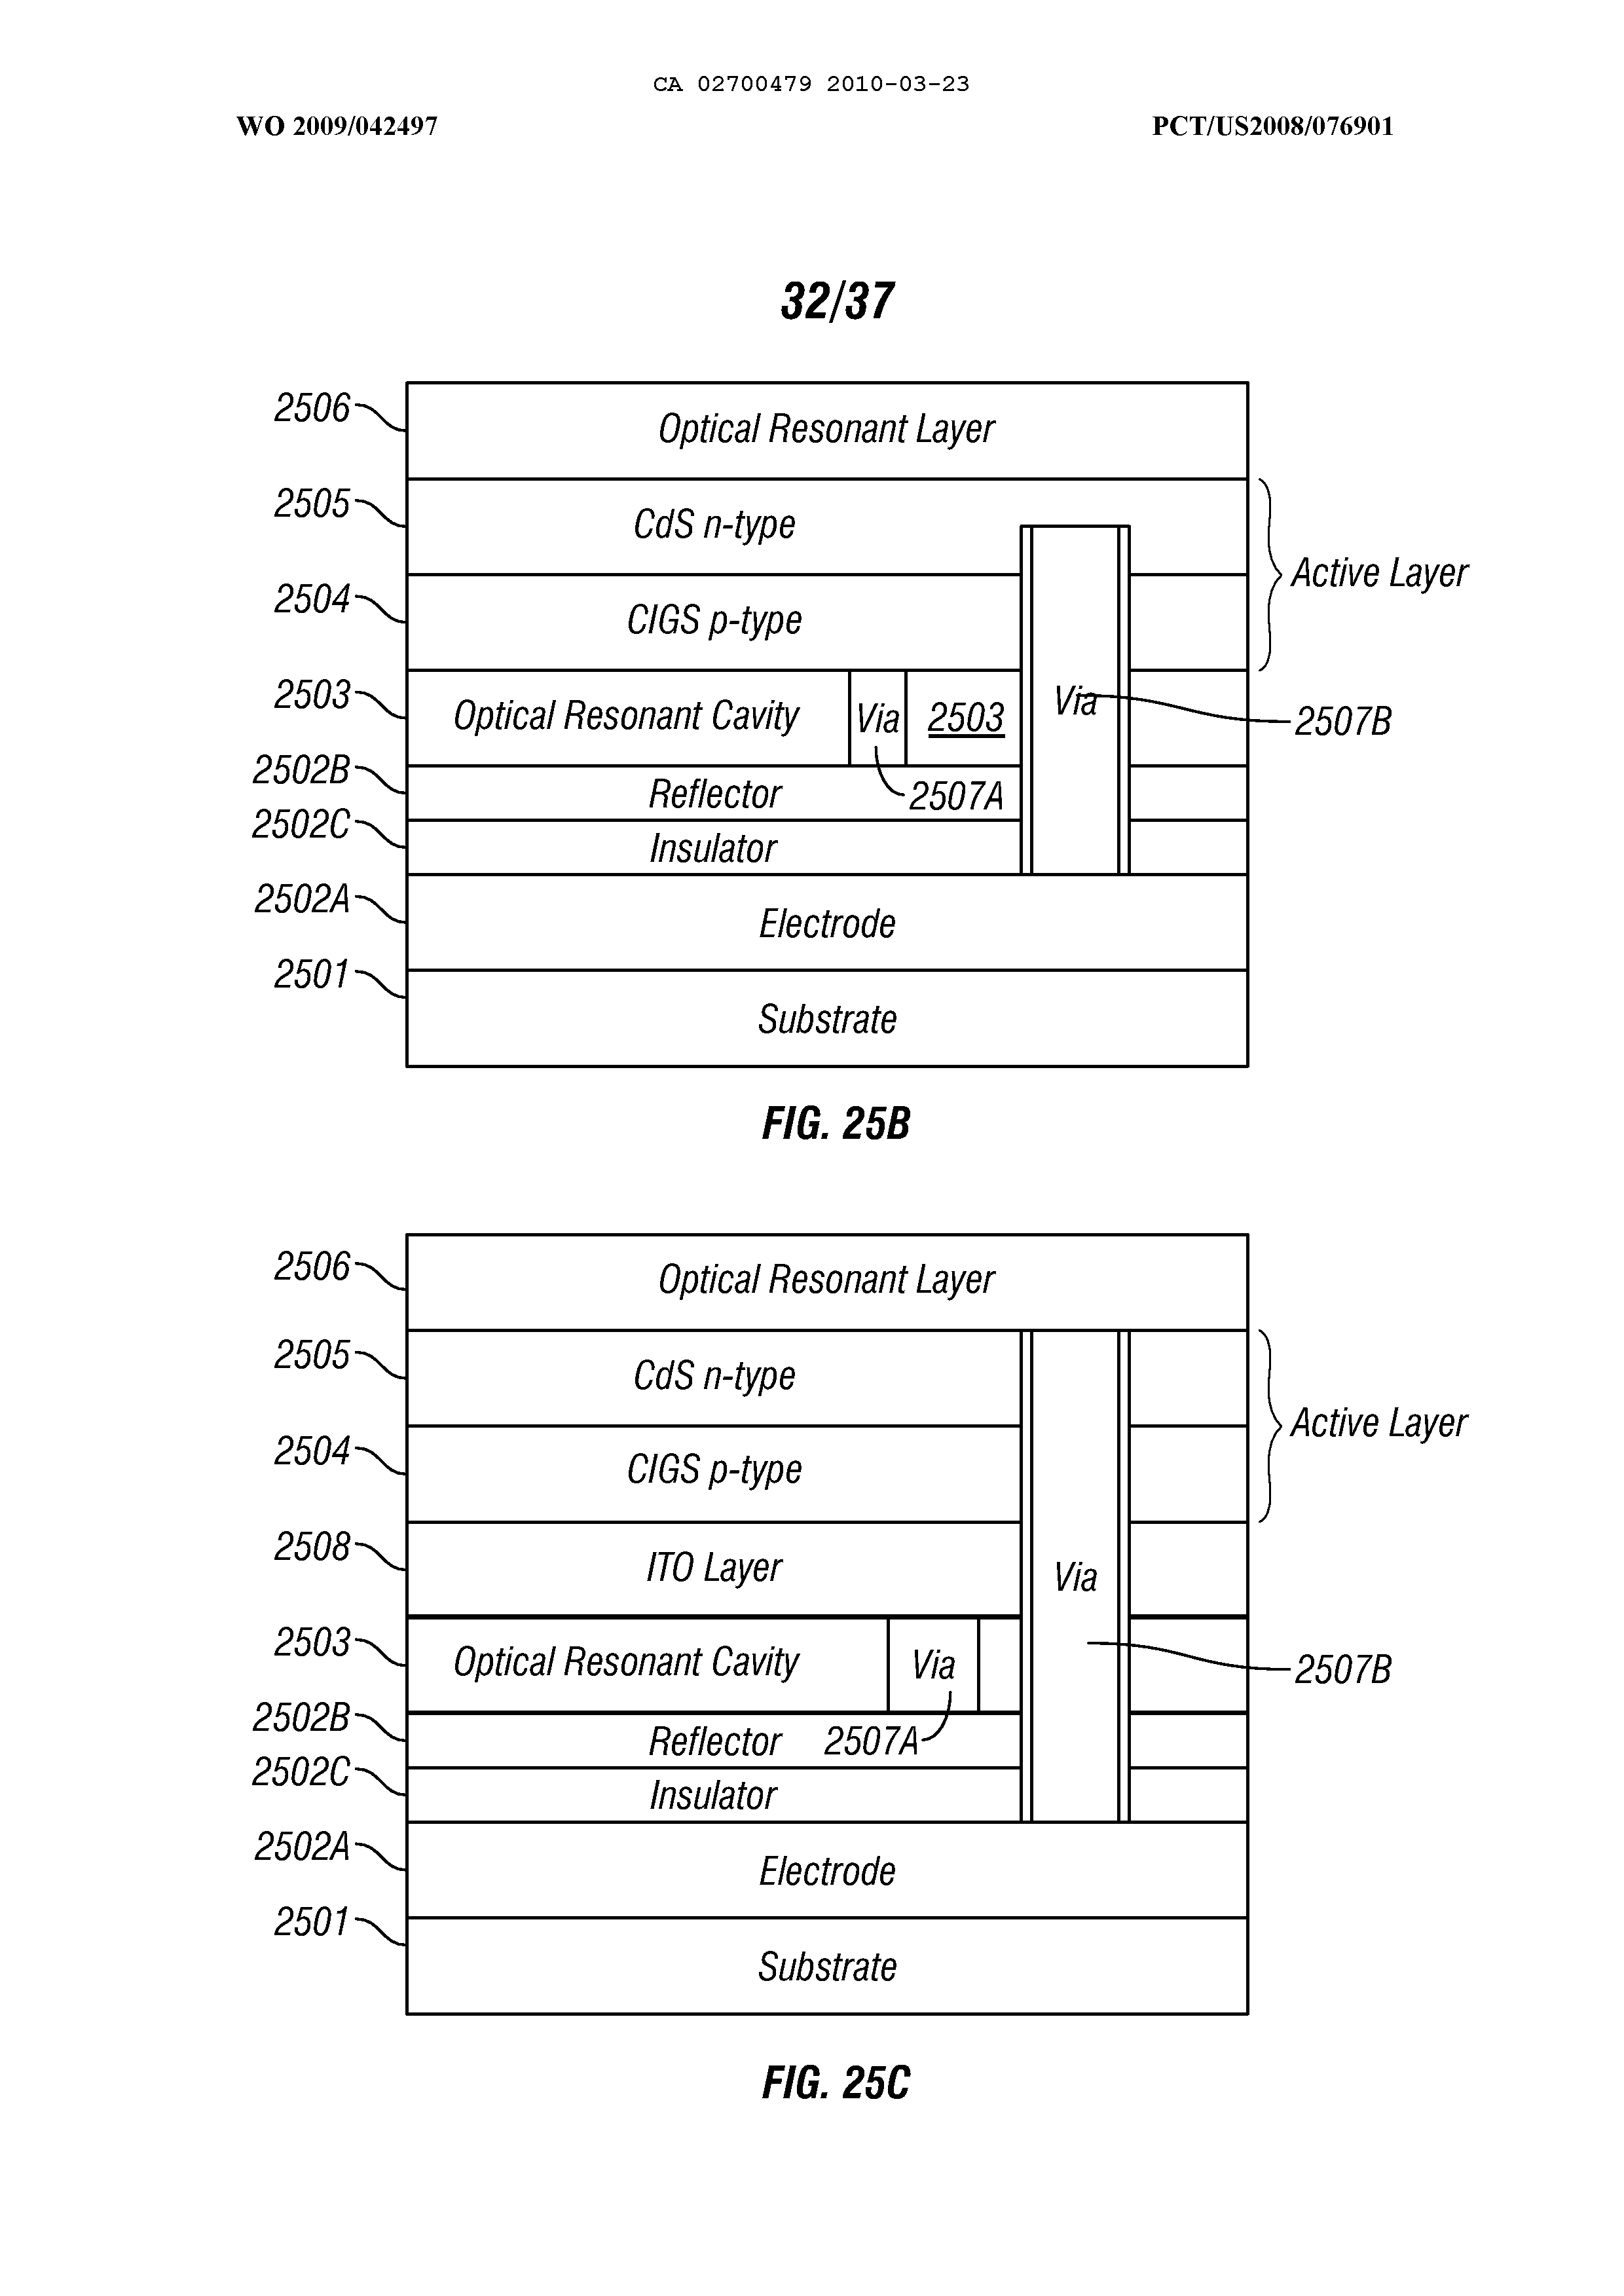 CA 02700479 2010-03-23
WO 2009/042497 PCT/US2008/076901
32/37
2506 Optical Resonant Layer
2505 CdS n-type
Active Layer
2504 CIGS p-type
2503 Optical Resonant Cavity Via 2503 Via 2507B
2502B Reflector 2507A
2502C Insulator
2502A Electrode
2501 Substrate
FIG. 25B
2506 Optical Resonant Layer
2505 CdS n-type
Active Layer
2504 CIGS p-type
2508 ITO Layer Via
2503 Optical Resonant Cavity Via 2507B
2502B Reflector 2507A
2502C Insulator
2502A Electrode
2501 Substrate
FIG. 25C